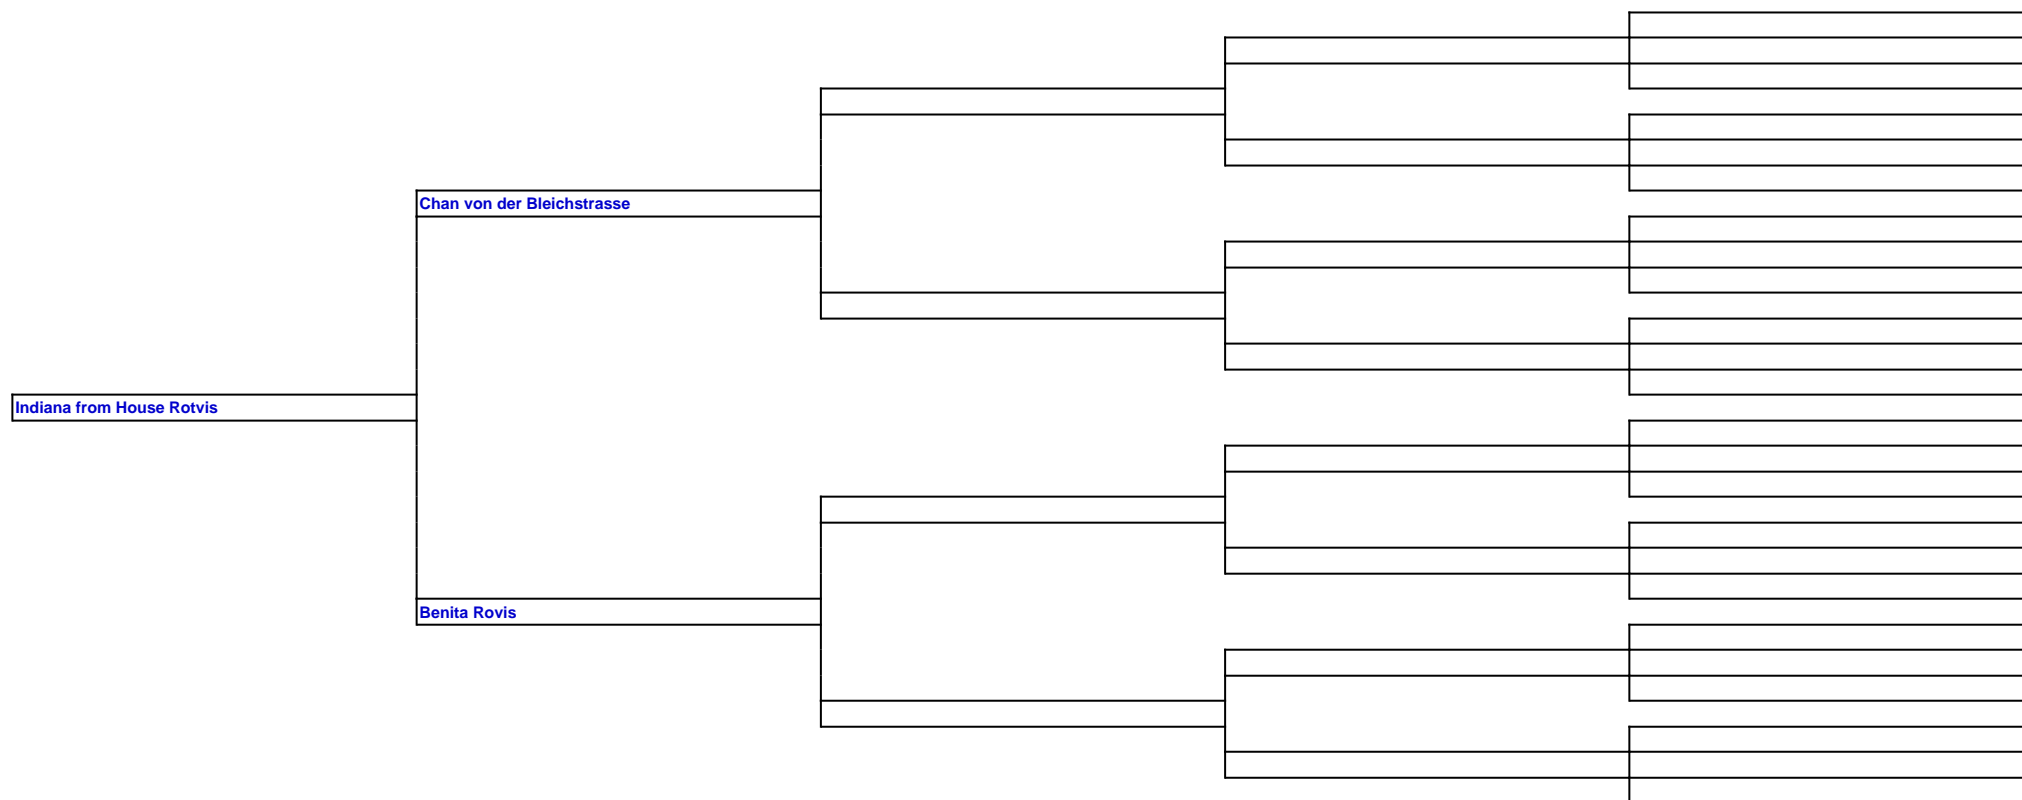 Chan von der Bleichstrasse
Indiana from House Rotvis
Benita Rovis